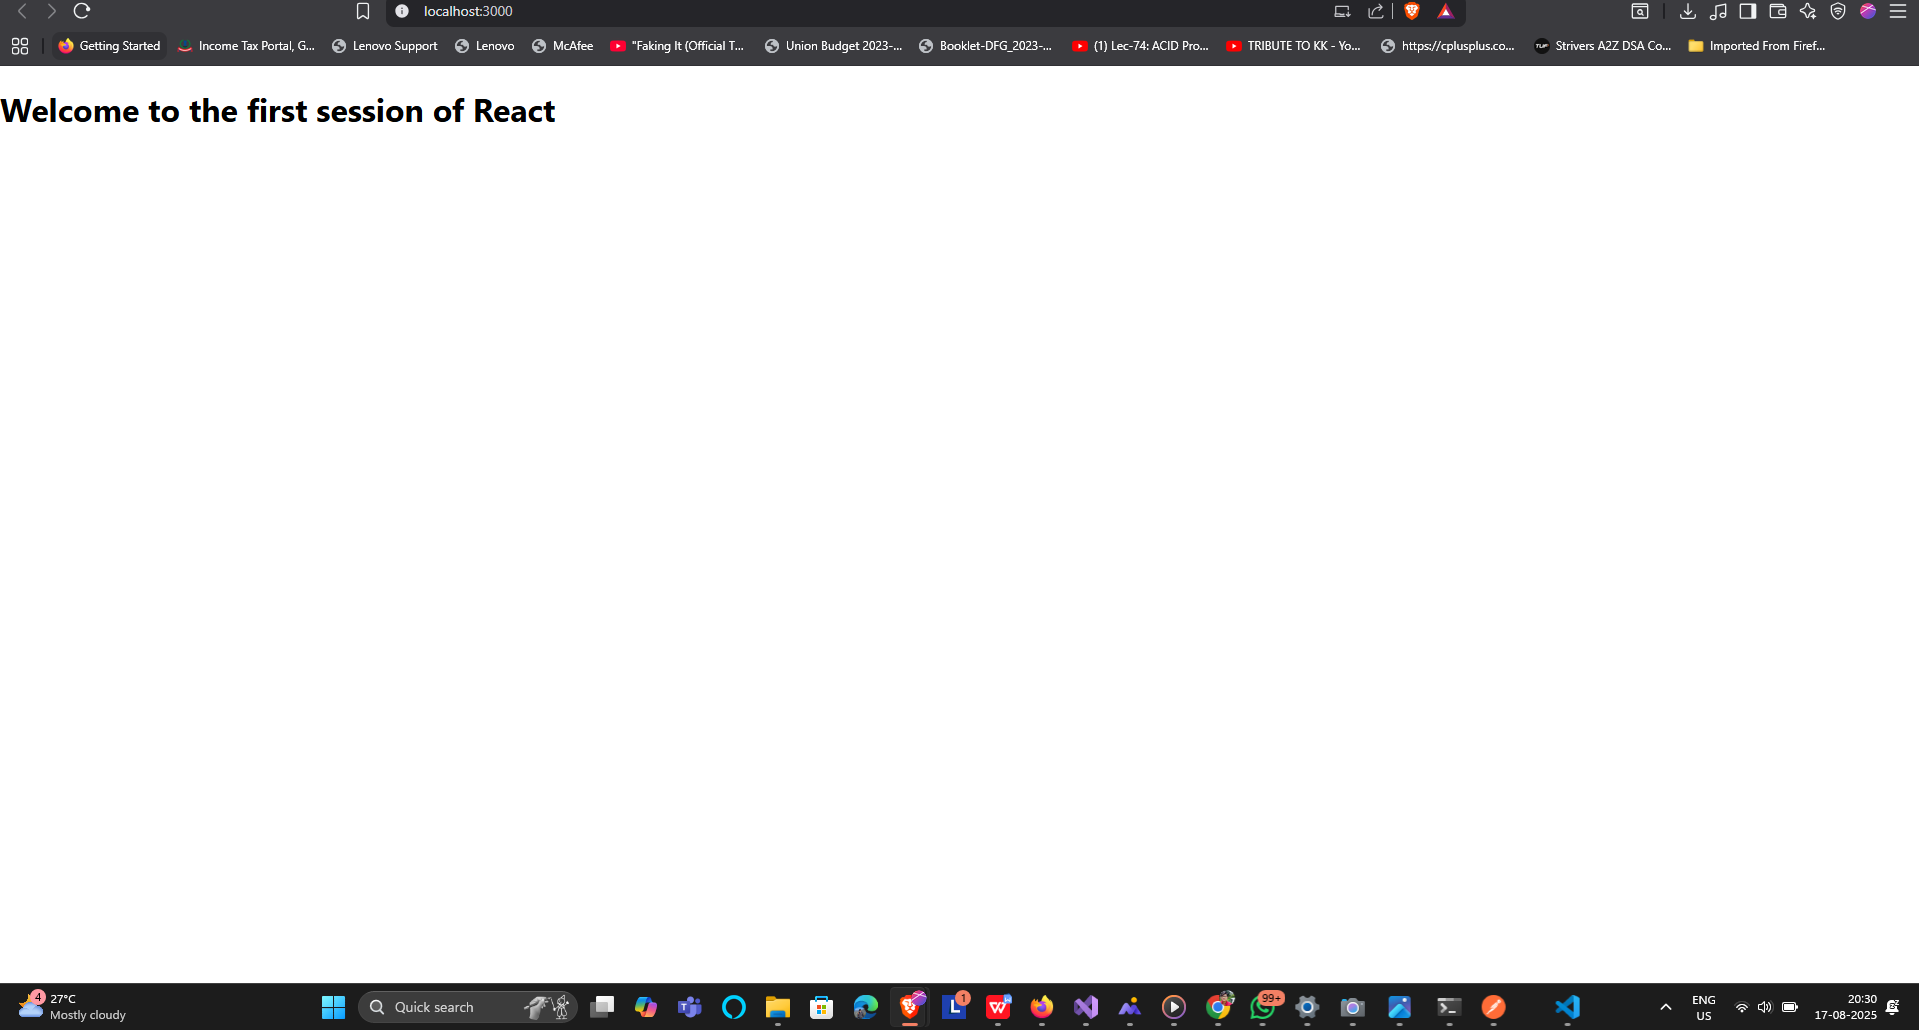 localhost:3000
Getting Started Income Tax Portal, G... Lenovo Support Lenovo McAfee "Faking It (Official T... Union Budget 2023-... Booklet-DFG_2023-... (1) Lec-74: ACID Pro... TRIBUTE TO KK - Yo... https://cplusplus.co... Strivers A2Z DSA Co... Imported From Firef...
Welcome to the first session of React
4 27°C
Mostly cloudy
Quick search
1
99+
ENG
US
20:30
17-08-2025